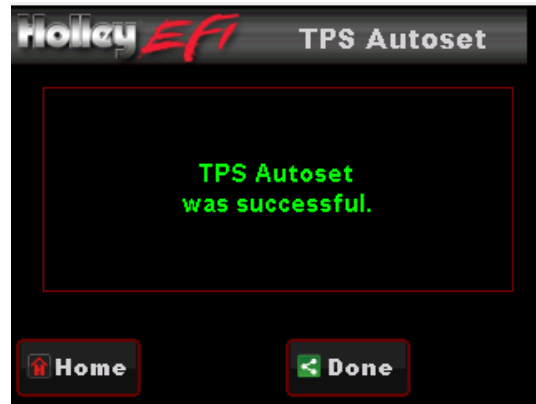 Holley EFI TPS Autoset
TPS Autoset
was successful.
Home Done